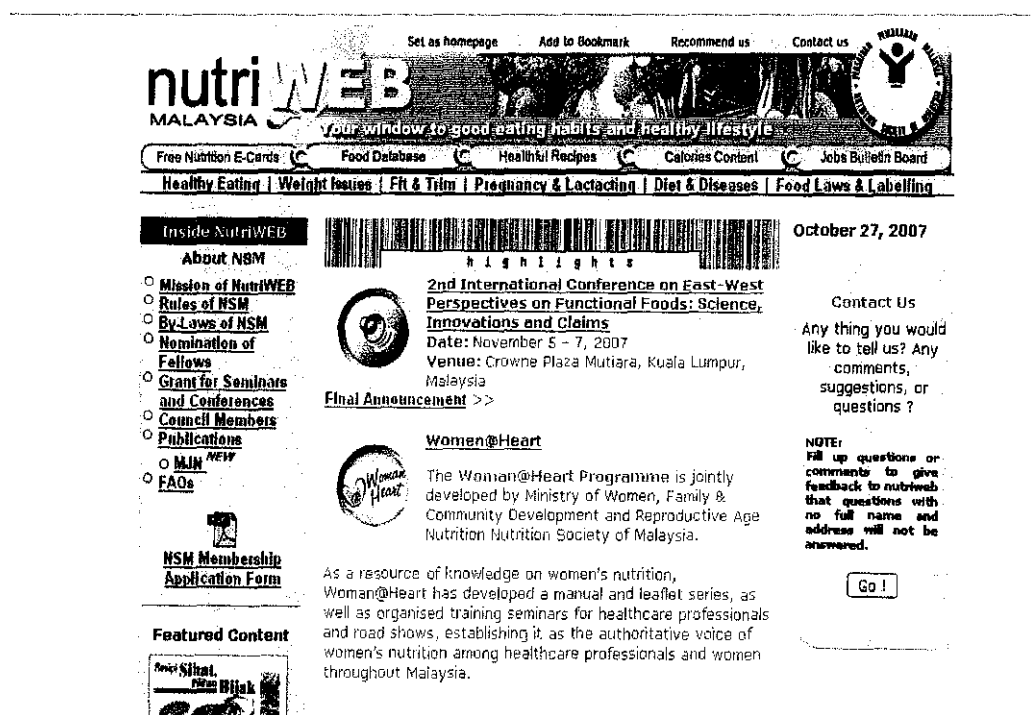 Set as homepage Add to Bookmark Recommend us Contact us
nutri WEB
MALAYSIA
Your window to good eating habits and healthy lifestyle
Free Nutrition E-Cards Food Database Healthful Recipes Calories Content Jobs Bulletin Board
Healthy Eating | Weight Issues | Fit & Trim | Pregnancy & Lactacting | Diet & Diseases | Food Laws & Labelling
Inside NutriWEB
About NSM
Mission of NutriWEB
Rules of NSM
By-Laws of NSM
Nomination of
Fellows
Grant for Seminars
and Conferences
Council Members
Publications
MJN NEW
FAQs
NSM Membership
Application Form
Featured Content
Sihat,
Bijak
highlights
2nd International Conference on East-West
Perspectives on Functional Foods: Science,
Innovations and Claims
Date: November 5 - 7, 2007
Venue: Crowne Plaza Mutiara, Kuala Lumpur,
Malaysia
Final Announcement >>
Women@Heart
Woman
Heart
The Woman@Heart Programme is jointly
developed by Ministry of Women, Family &
Community Development and Reproductive Age
Nutrition Nutrition Society of Malaysia.
As a resource of knowledge on women's nutrition,
Woman@Heart has developed a manual and leaflet series, as
well as organised training seminars for healthcare professionals
and road shows, establishing it as the authoritative voice of
women's nutrition among healthcare professionals and women
throughout Malaysia.
October 27, 2007
Contact Us
Any thing you would
like to tell us? Any
comments,
suggestions, or
questions ?
NOTE:
Fill up questions or
comments to give
feedback to nutriweb
that questions with
no full name and
address will not be
answered.
Go !